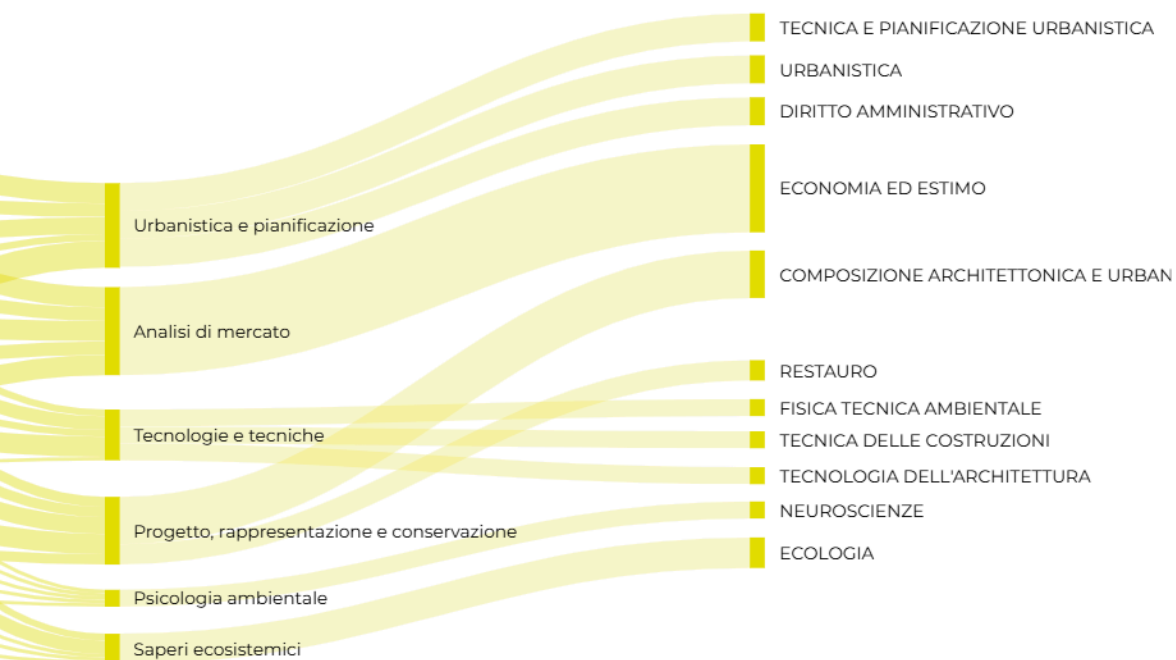 TECNICA E PIANIFICAZIONE URBANISTICA
URBANISTICA
DIRITTO AMMINISTRATIVO
ECONOMIA ED ESTIMO
COMPOSIZIONE ARCHITETTONICA E URBAN
RESTAURO
FISICA TECNICA AMBIENTALE
TECNICA DELLE COSTRUZIONI
TECNOLOGIA DELL'ARCHITETTURA
NEUROSCIENZE
ECOLOGIA
Urbanistica e pianificazione
Analisi di mercato
Tecnologie e tecniche
Progetto, rappresentazione e conservazione
Psicologia ambientale
Saperi ecosistemici